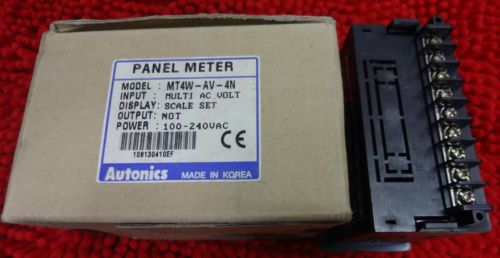 PANEL METER
MODEL : MT4W-AV-4N
INPUT : MULTI AC VOLT
DISPLAY: SCALE SET
OUTPUT: NOT
POWER : 100-240VAC
CE
108130410EF
Autonics MADE IN KOREA